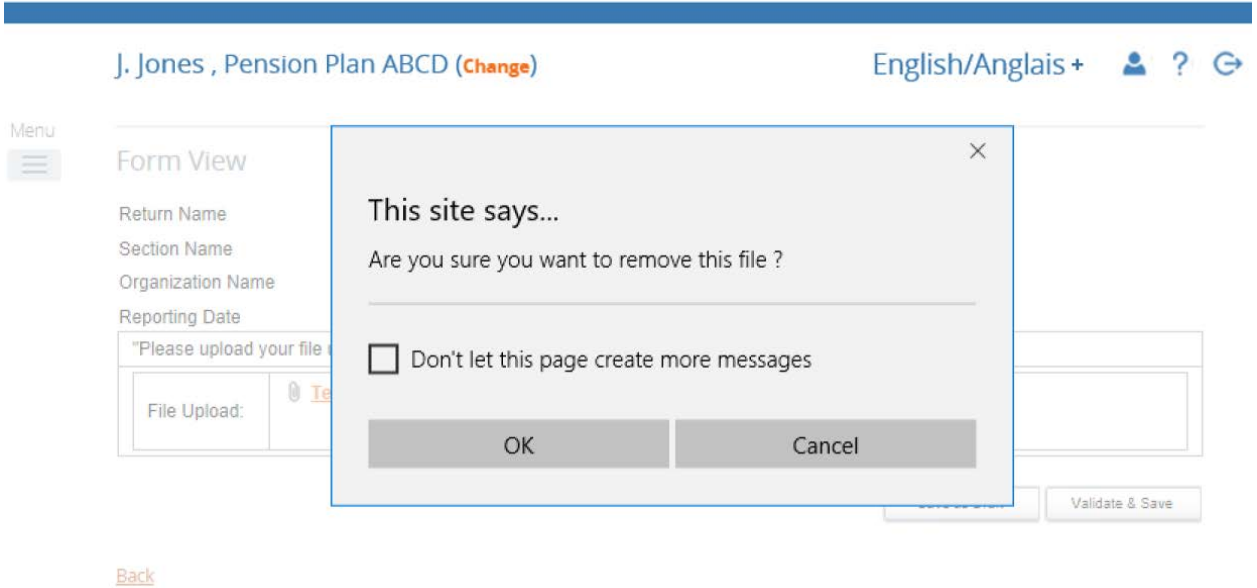 J. Jones , Pension Plan ABCD (Change)
English/Anglais +
?
Menu
Form View
Return Name
Section Name
Organization Name
Reporting Date
"Please upload your file
File Upload:
This site says...
Are you sure you want to remove this file ?
Don't let this page create more messages
OK
Cancel
Validate & Save
Back